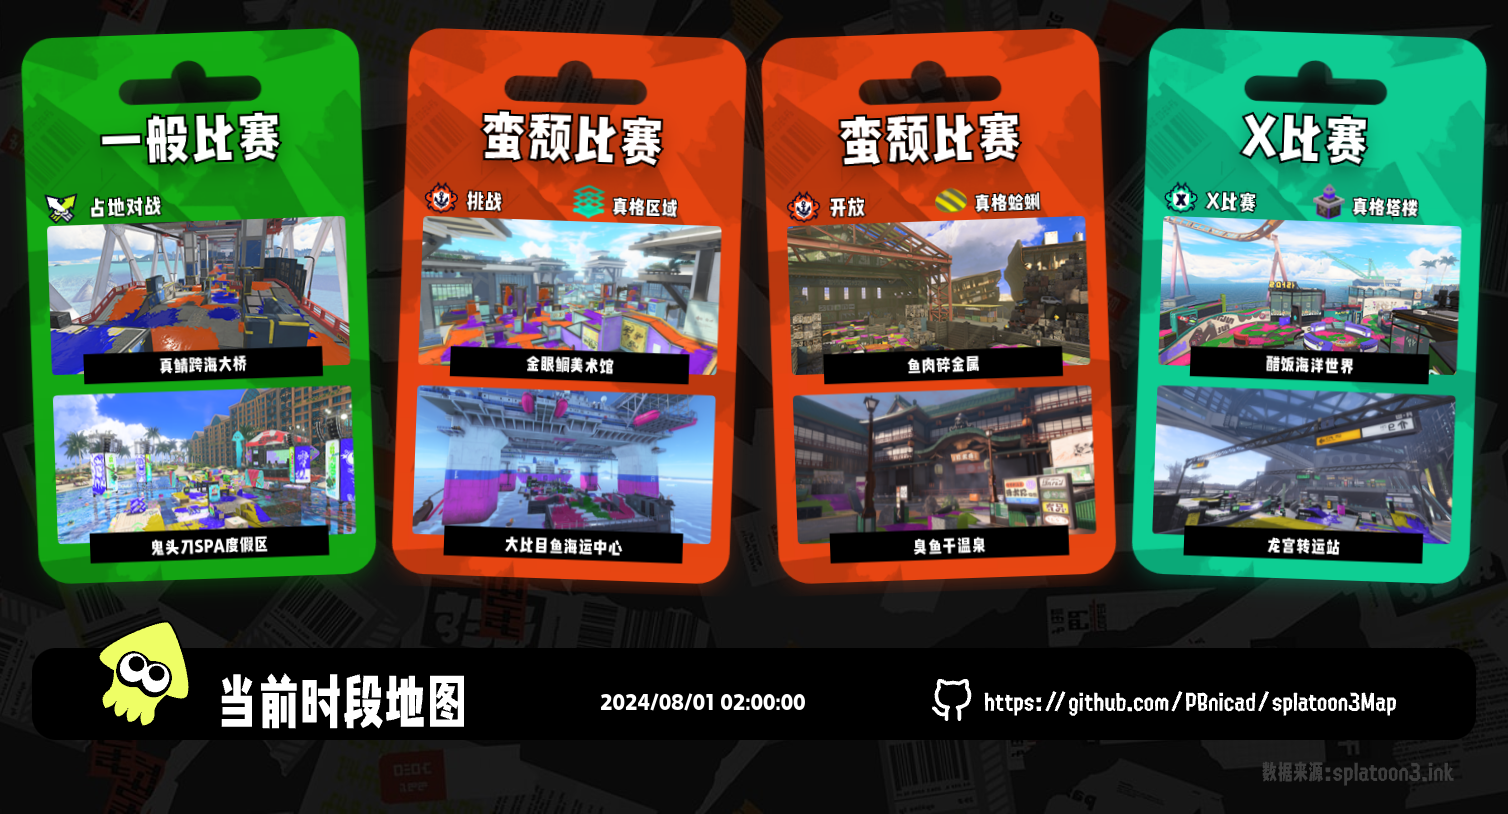 一般比赛
占地对战
真鲭跨海大桥
鬼头刀SPA度假区
蛮颓比赛
挑战
真格区域
金眼鲷美术馆
大比目鱼海运中心
蛮颓比赛
开放
真格蛤蜊
鱼肉碎金属
臭鱼干温泉
X比赛
X比赛
真格塔楼
醋饭海洋世界
龙宫转运站
当前时段地图
2024/08/01 02:00:00
https://github.com/PBnicad/splatoon3Map
数据来源:splatoon3.ink